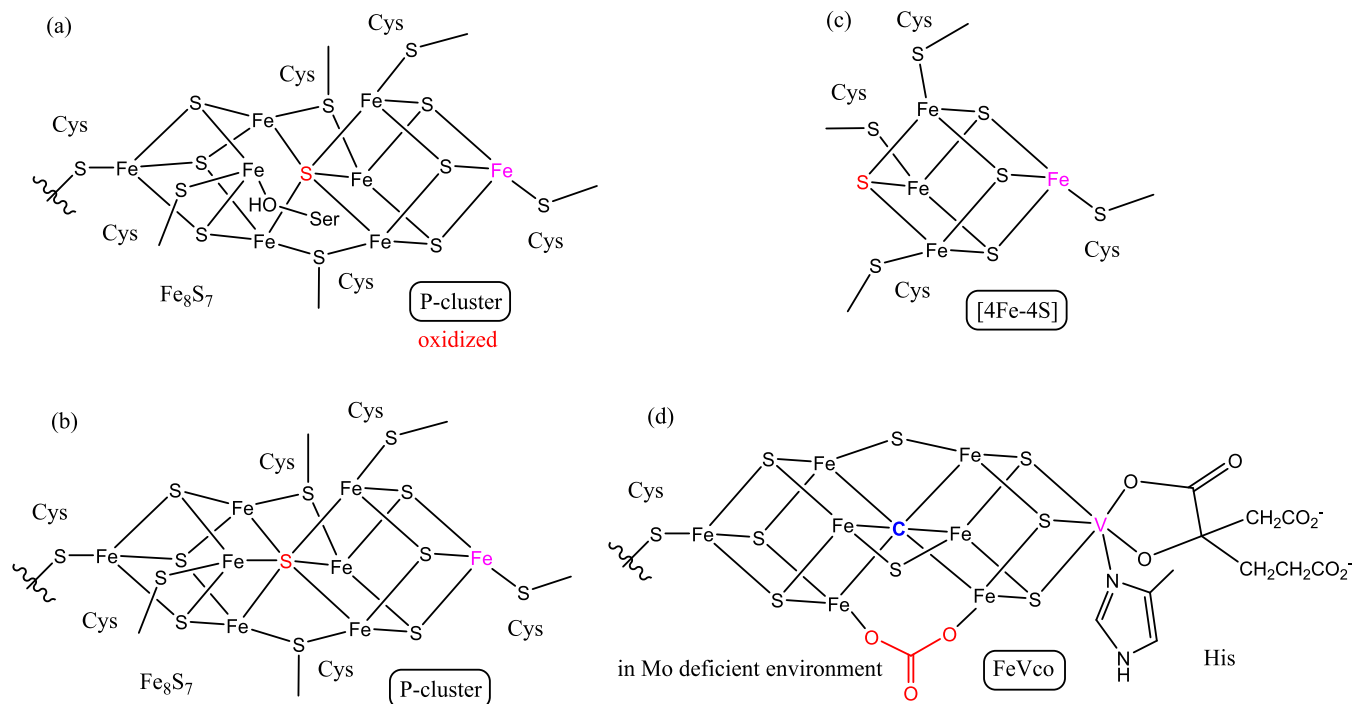 (a)
Cys
S
Cys
S
Fe
S
S
Fe
Cys
S
Fe
S
Fe
S
Fe
S
Fe
S
HO
Ser
S
Cys
S
Fe
Fe
S
S
Cys
Cys
Fe8S7
P-cluster
oxidized
(c)
Cys
S
Cys
Fe
S
S
S
Fe
S
Fe
S
Cys
Fe
S
S
Cys
[4Fe-4S]
(b)
Cys
S
Cys
Fe
S
S
S
Fe
Cys
S
Fe
S
Fe
S
Fe
S
Fe
S
S
Cys
S
Fe
Fe
S
S
Cys
Cys
Fe8S7
P-cluster
(d)
S
Fe
S
Fe
S
O
O
Cys
S
Fe
S
Fe
C
Fe
S
V
CH2CO2-
S
O
CH2CH2CO2-
S
Fe
Fe
S
N
O
O
O
NH
His
in Mo deficient environment
FeVco